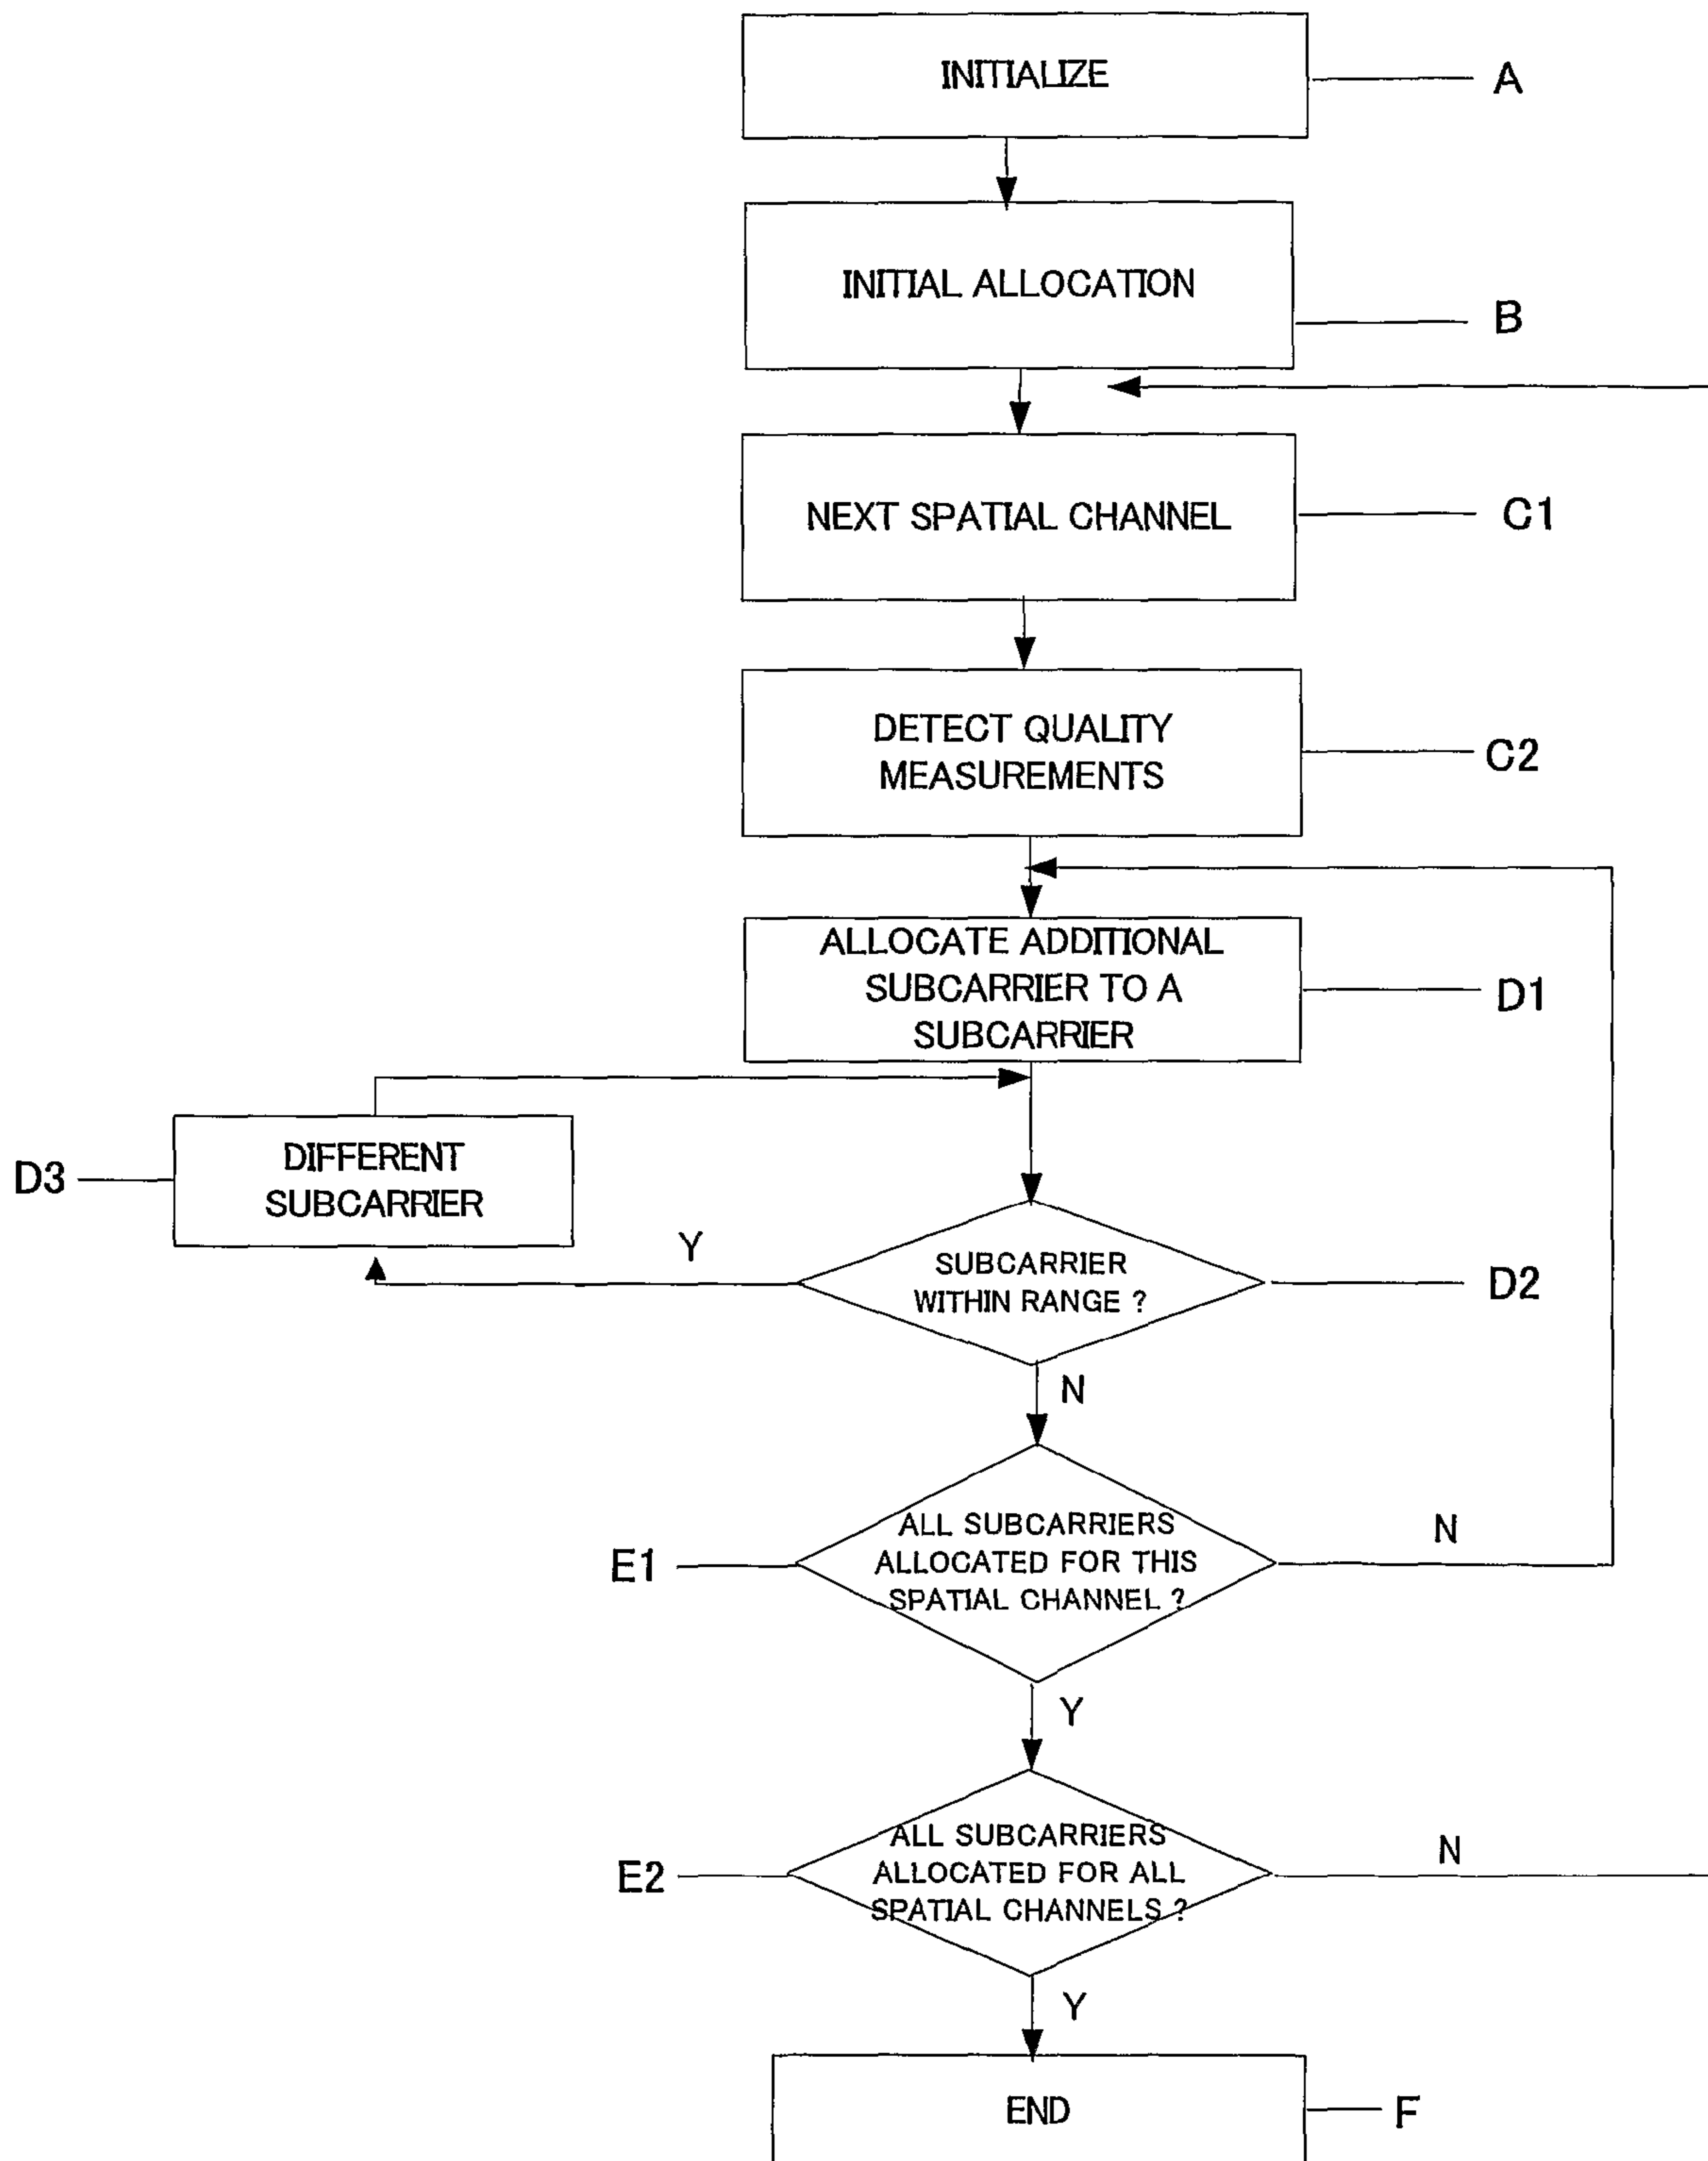 INITIALIZE
A
INITIAL ALLOCATION
B
NEXT SPATIAL CHANNEL
C1
DETECT QUALITY
MEASUREMENTS
C2
ALLOCATE ADDITIONAL
SUBCARRIER TO A
SUBCARRIER
D1
DIFFERENT
SUBCARRIER
D3
Y
SUBCARRIER
WITHIN RANGE ?
D2
N
ALL SUBCARRIERS
ALLOCATED FOR THIS
SPATIAL CHANNEL ?
E1
N
Y
ALL SUBCARRIERS
ALLOCATED FOR ALL
SPATIAL CHANNELS ?
E2
N
Y
END
F